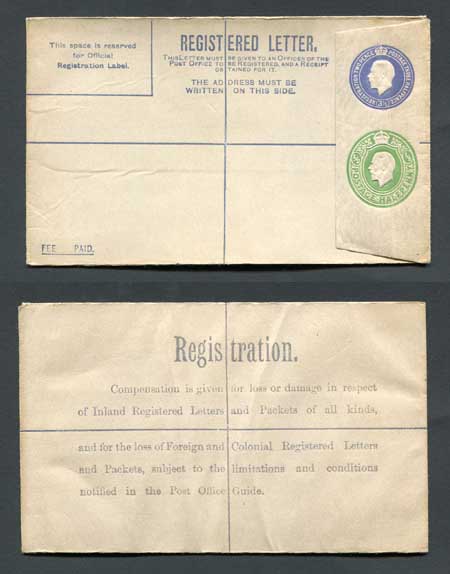 This space is reserved
for Official
Registration Label.
REGISTERED LETTER.
THIS LETTER MUST BE GIVEN TO AN OFFICER OF THE
POST OFFICE TO BE REGISTERED, AND A RECEIPT
OBTAINED FOR IT.
THE ADDRESS MUST BE
WRITTEN ON THIS SIDE.
POSTAGE
REGISTRATION
HALFPENNY
FEE PAID.
Registration.
Compensation is given for loss or damage in respect
of Inland Registered Letters and Packets of all kinds,
and for the loss of Foreign and Colonial Registered Letters
and Packets, subject to the limitations and conditions
notified in the Post Office Guide.